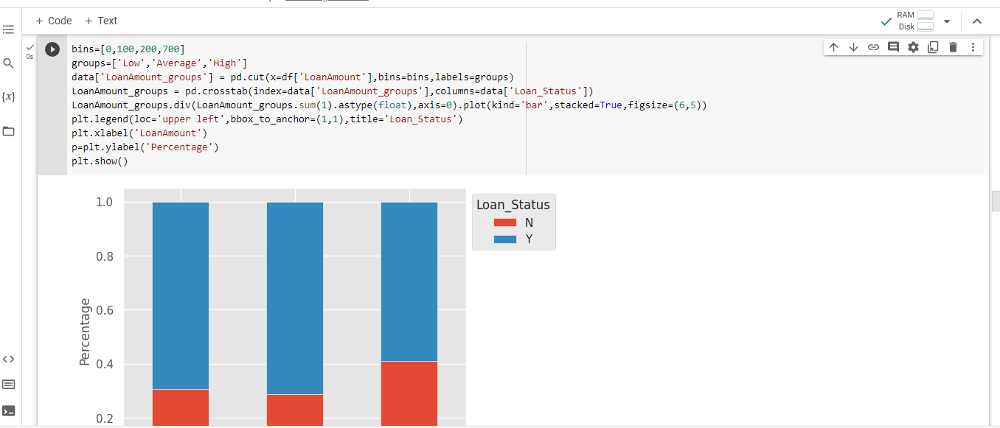 + Code + Text
RAM
Disk
0s
{x}
bins=[0,100,200,700]
groups=['Low','Average','High']
data['LoanAmount_groups'] = pd.cut(x=df['LoanAmount'],bins=bins,labels=groups)
LoanAmount_groups = pd.crosstab(index=data['LoanAmount_groups'],columns=data['Loan_Status'])
LoanAmount_groups.div(LoanAmount_groups.sum(1).astype(float),axis=0).plot(kind='bar',stacked=True,figsize=(6,5))
plt.legend(loc='upper left',bbox_to_anchor=(1,1),title='Loan_Status')
plt.xlabel('LoanAmount')
p=plt.ylabel('Percentage')
plt.show()
1.0
0.8
0.6
0.4
0.2
Percentage
Loan_Status
N
Y